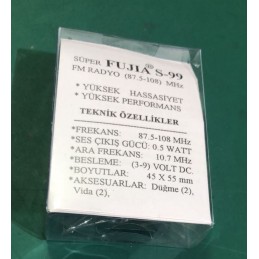 SÜPER FUJIA® S-99
FM RADYO (87.5-108) MHz
* YÜKSEK HASSASIYET
* YÜKSEK PERFORMANS
TEKNİK ÖZELLİKLER
*FREKANS: 87.5-108 MHz
*SES ÇIKIŞ GÜCÜ: 0.5 WATT
*ARA FREKANS: 10.7 MHz
*BESLEME: (3-9) VOLT DC.
*BOYUTLAR: 45 X 55 mm
*AKSESUARLAR: Düğme (2),
Vida (2),